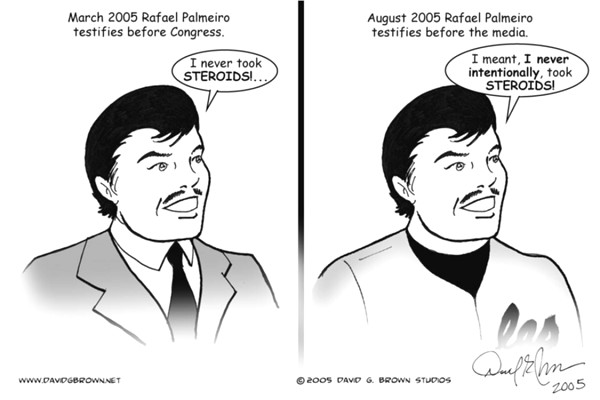 March 2005 Rafael Palmeiro
testifies before Congress.
I never took
STEROIDS!...
August 2005 Rafael Palmeiro
testifies before the media.
I meant, I never
intentionally, took
STEROIDS!
les
WWW.DAVIDGBROWN.NET
© 2005 DAVID G. BROWN STUDIOS
2005